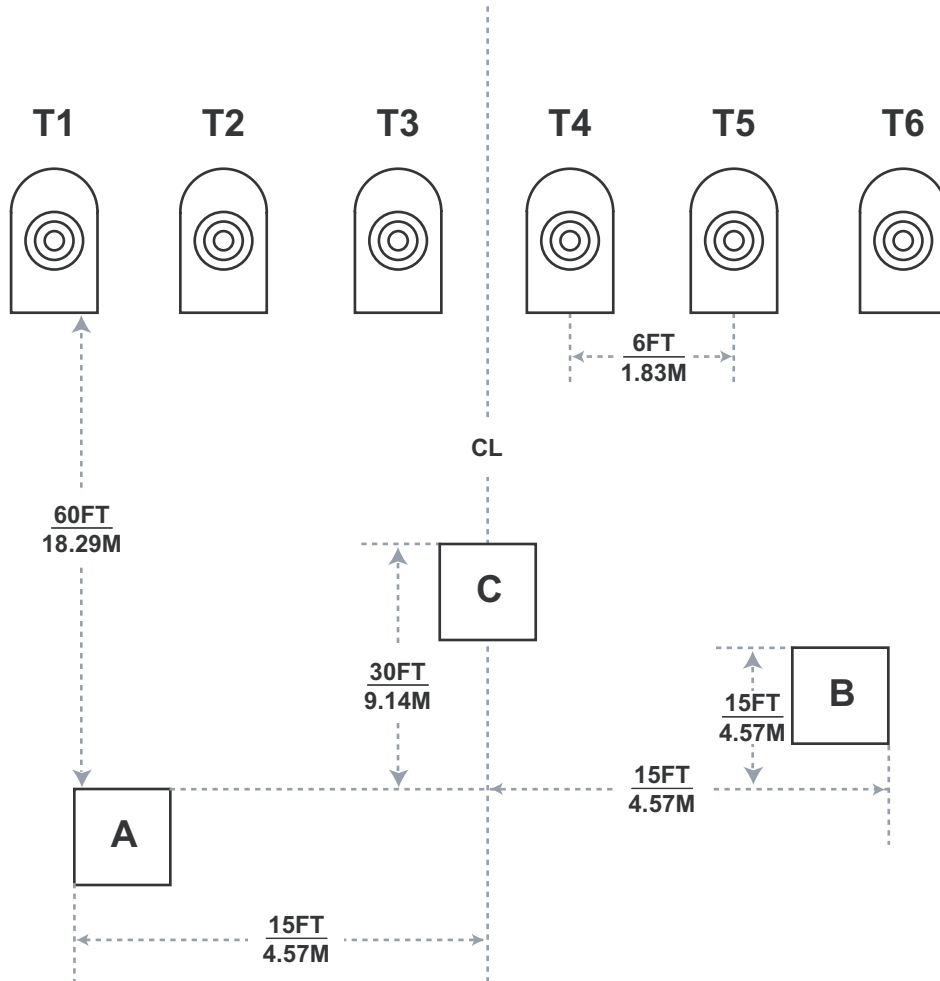 T1 T2 T3 T4 T5 T6
6FT
1.83M
CL
60FT
18.29M
C
30FT
9.14M
B
15FT
4.57M
15FT
4.57M
A
15FT
4.57M